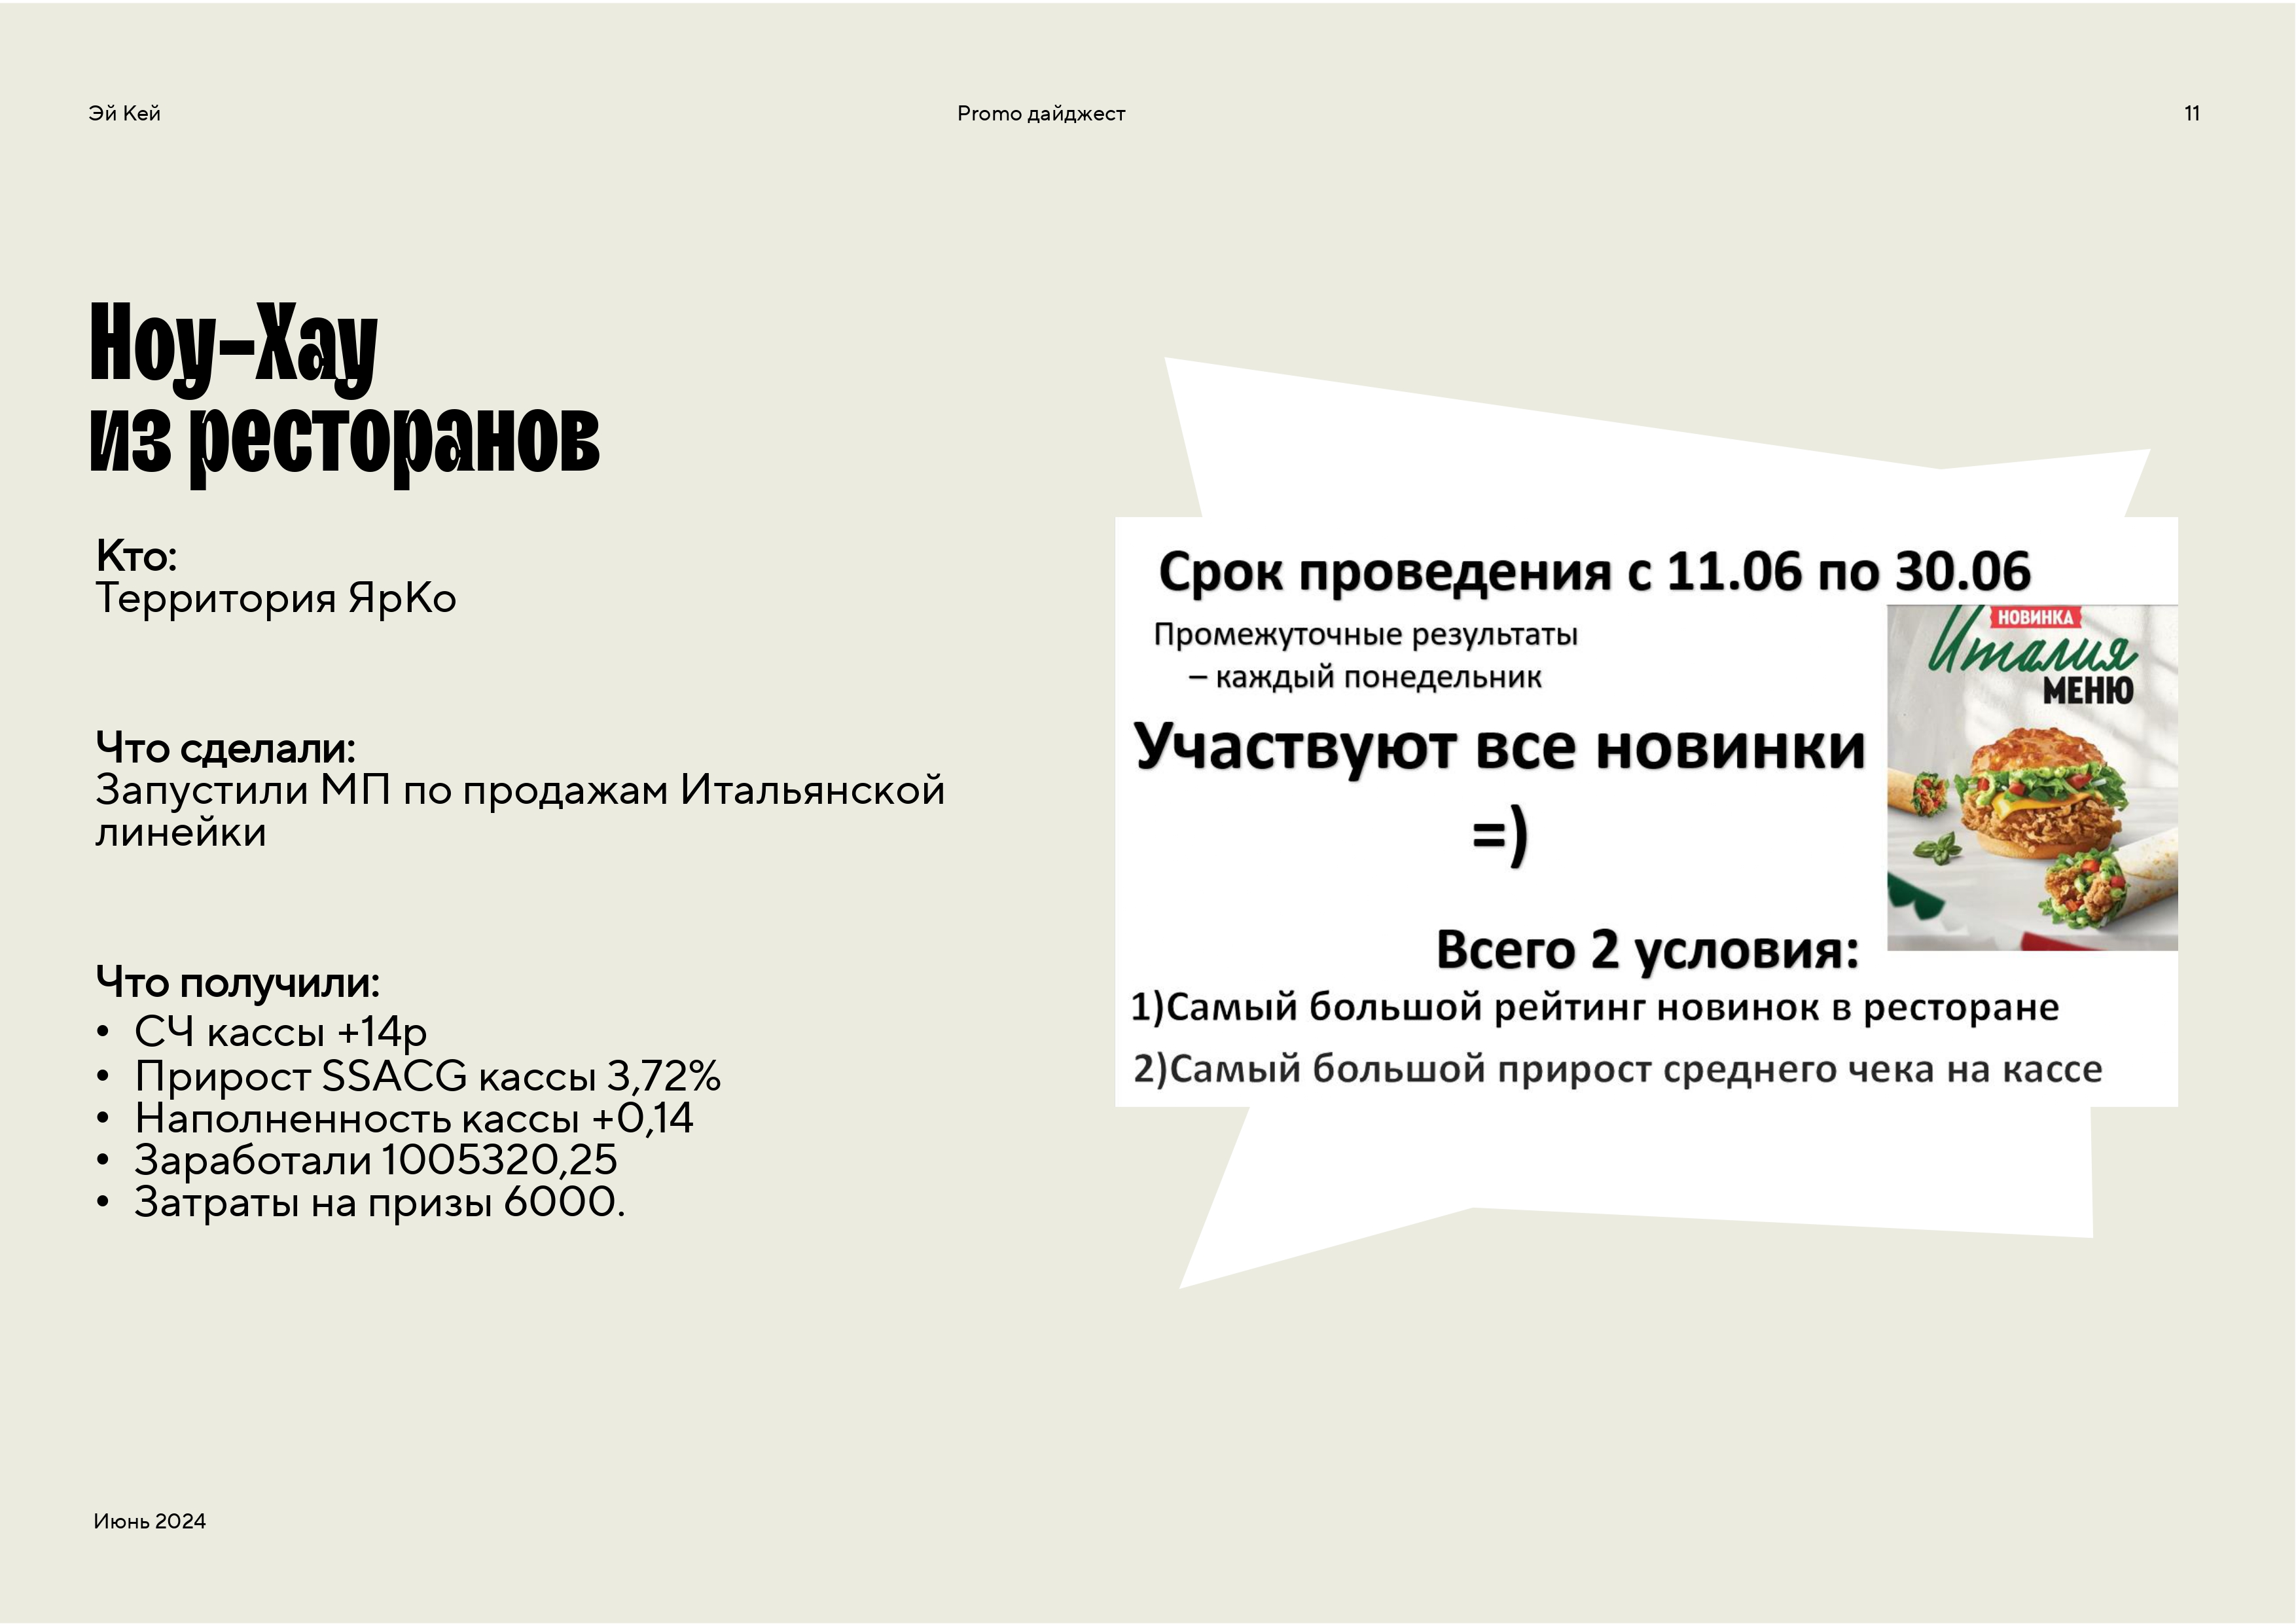 Эй Кей
Promo дайджест
11
Ноу-Хау
из ресторанов
Кто:
Территория ЯрКо
Что сделали:
Запустили МП по продажам Итальянской
линейки
Что получили:
• СЧ кассы +14р
• Прирост SSACG кассы 3,72%
• Наполненность кассы +0,14
• Заработали 1005320,25
• Затраты на призы 6000.
Срок проведения с 11.06 по 30.06
Промежуточные результаты
– каждый понедельник
Участвуют все новинки
=)
НОВИНКА
Италия
МЕНЮ
Всего 2 условия:
1)Самый большой рейтинг новинок в ресторане
2)Самый большой прирост среднего чека на кассе
Июнь 2024